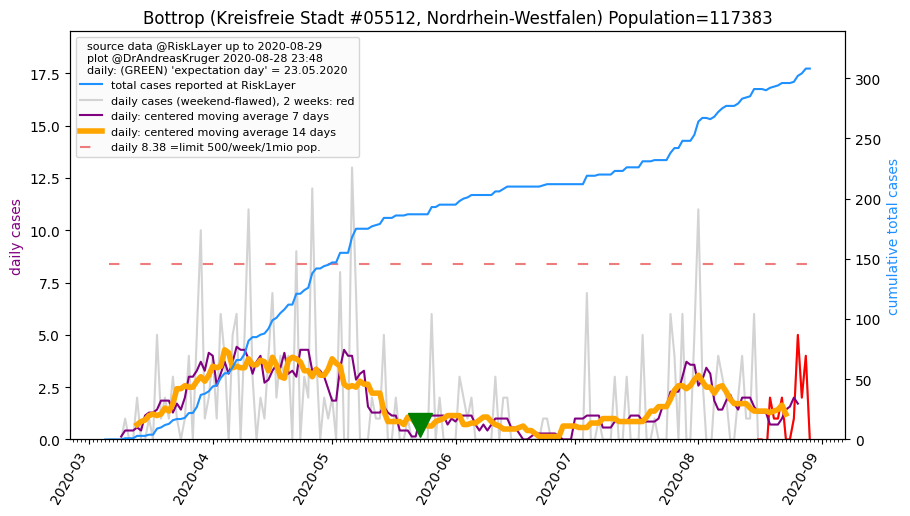 Bottrop (Kreisfreie Stadt #05512, Nordrhein-Westfalen) Population=117383
source data @RiskLayer up to 2020-08-29
plot @DrAndreasKruger 2020-08-28 23:48
daily: (GREEN) 'expectation day' = 23.05.2020
total cases reported at RiskLayer
daily cases (weekend-flawed), 2 weeks: red
daily: centered moving average 7 days
daily: centered moving average 14 days
daily 8.38 =limit 500/week/1mio pop.
daily cases
17.5
15.0
12.5
10.0
7.5
5.0
2.5
0.0
300
250
200
150
100
50
0
cumulative total cases
2020-03
2020-04
2020-05
2020-06
2020-07
2020-08
2020-09